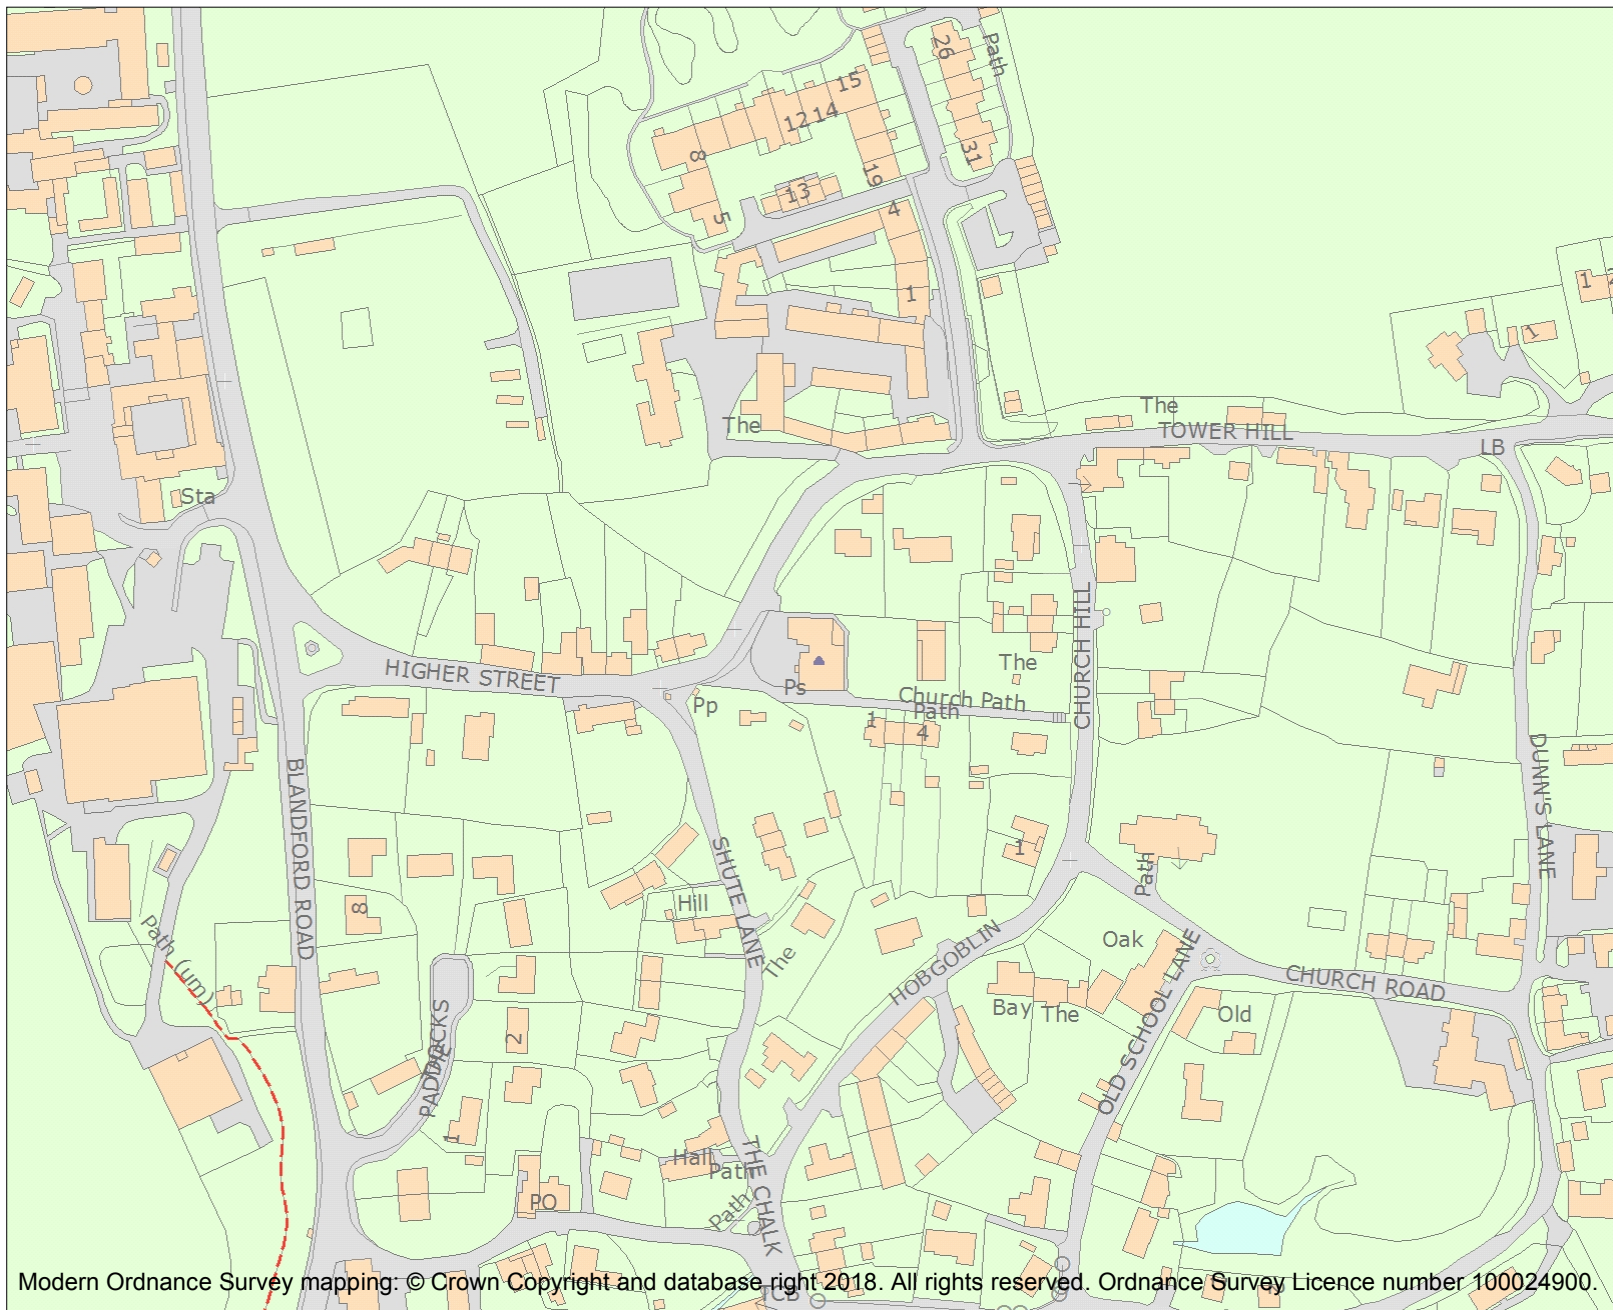 26
Path
15
12 14
8
31
19
13
5
4
1
1
2
1
The
The
TOWER HILL
LB
Sta
CHURCH HILL
The
HIGHER STREET
Ps
Pp
Church Path
Path
1
4
BLANDFORD ROAD
DUNN'S LANE
SHUTE LANE
1
Path
8
Hill
Path (um)
The
HOBGOBLIN
Oak
OLD SCHOOL LANE
CHURCH ROAD
Bay
The
Old
PADDOCKS
2
1
THE CHALK
Hall
Path
Path
PO
TCB
Modern Ordnance Survey mapping: © Crown Copyright and database right 2018. All rights reserved. Ordnance Survey Licence number 100024900.